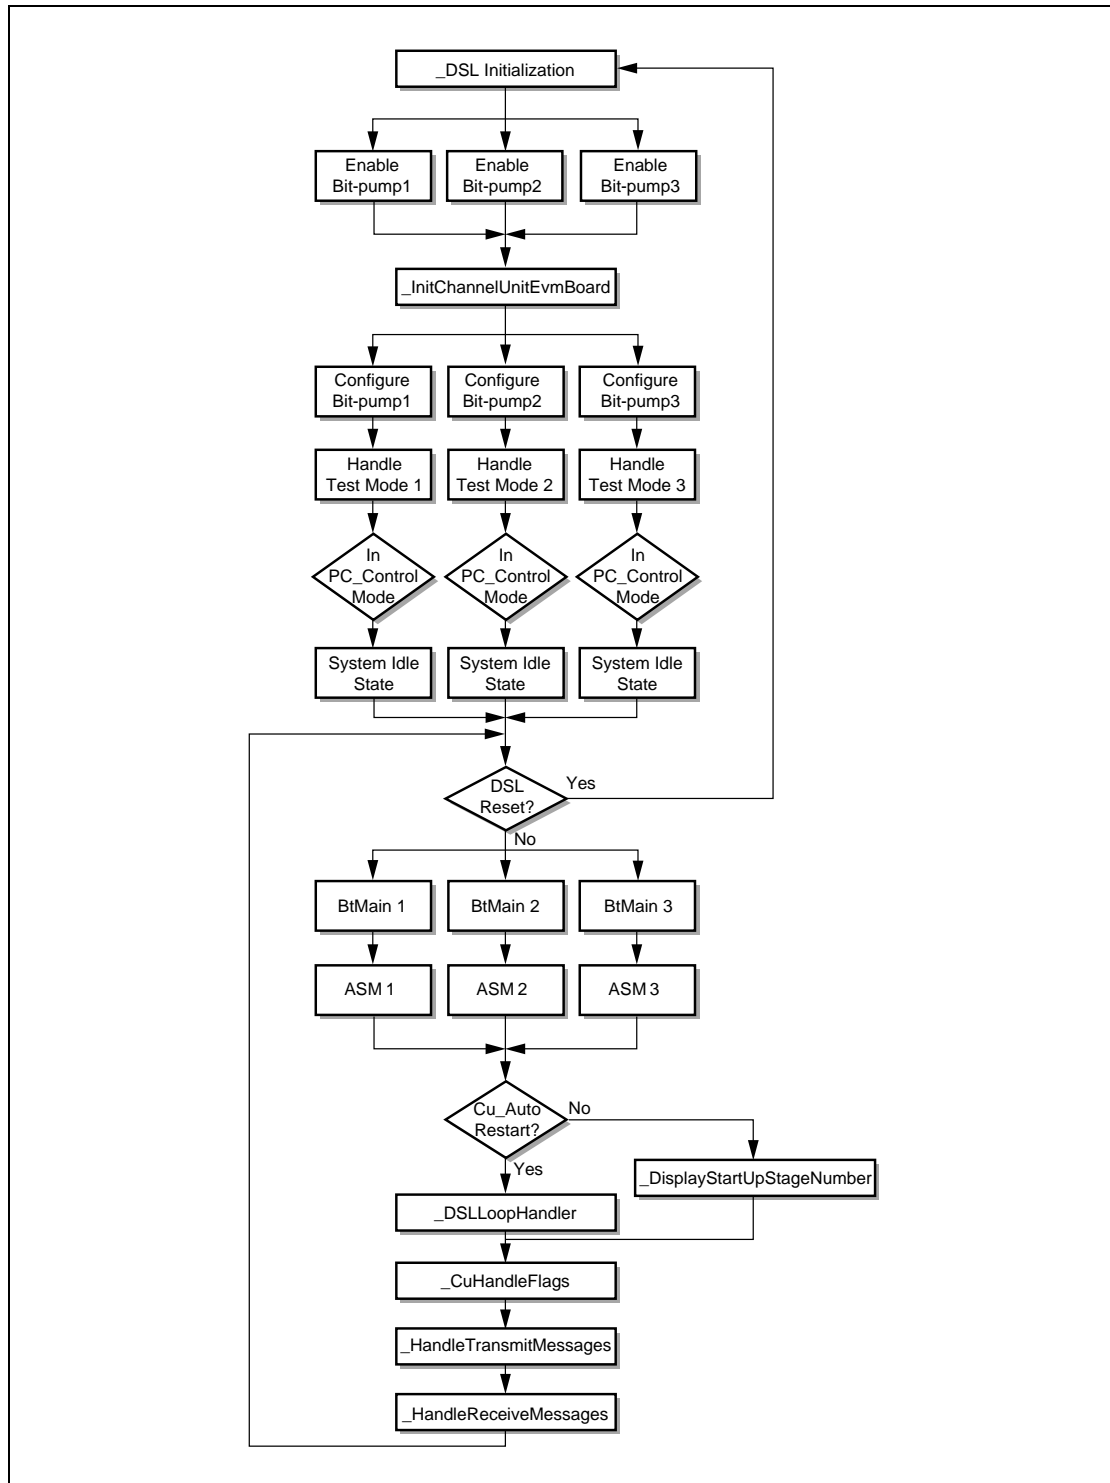 _DSL Initialization
Enable
Bit-pump1
Enable
Bit-pump2
Enable
Bit-pump3
_InitChannelUnitEvmBoard
Configure
Bit-pump1
Configure
Bit-pump2
Configure
Bit-pump3
Handle
Test Mode 1
Handle
Test Mode 2
Handle
Test Mode 3
In
PC_Control
Mode
In
PC_Control
Mode
In
PC_Control
Mode
System Idle
State
System Idle
State
System Idle
State
DSL
Reset?
Yes
No
BtMain 1
BtMain 2
BtMain 3
ASM 1
ASM 2
ASM 3
Cu_Auto
Restart?
No
Yes
_DisplayStartUpStageNumber
_DSLLoopHandler
_CuHandleFlags
_HandleTransmitMessages
_HandleReceiveMessages